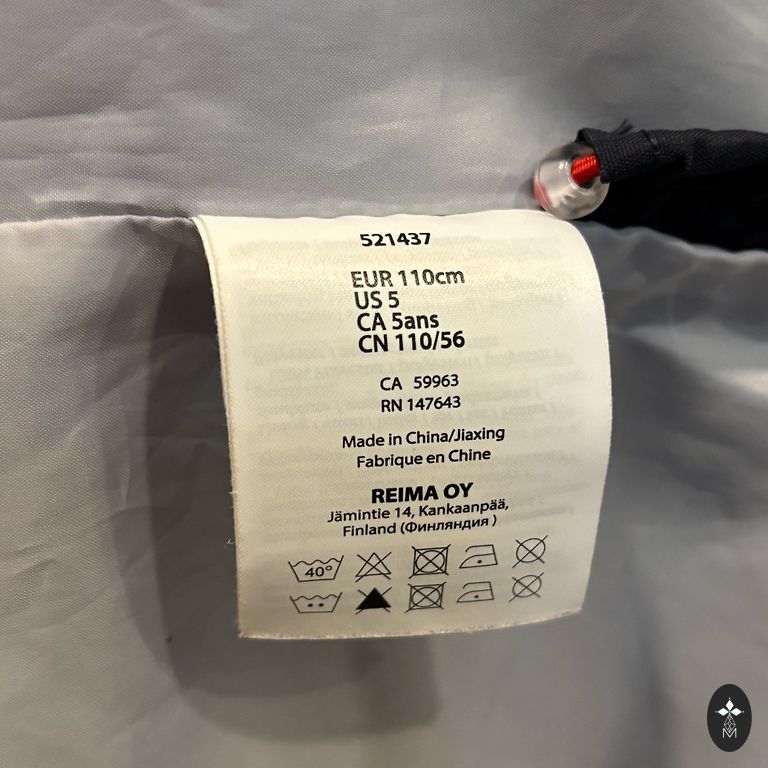 521437
EUR 110cm
US 5
CA 5ans
CN 110/56
CA 59963
RN 147643
Made in China/Jiaxing
Fabrique en Chine
REIMA OY
Jämintie 14, Kankaanpää,
Finland (Финляндия )
40°
M